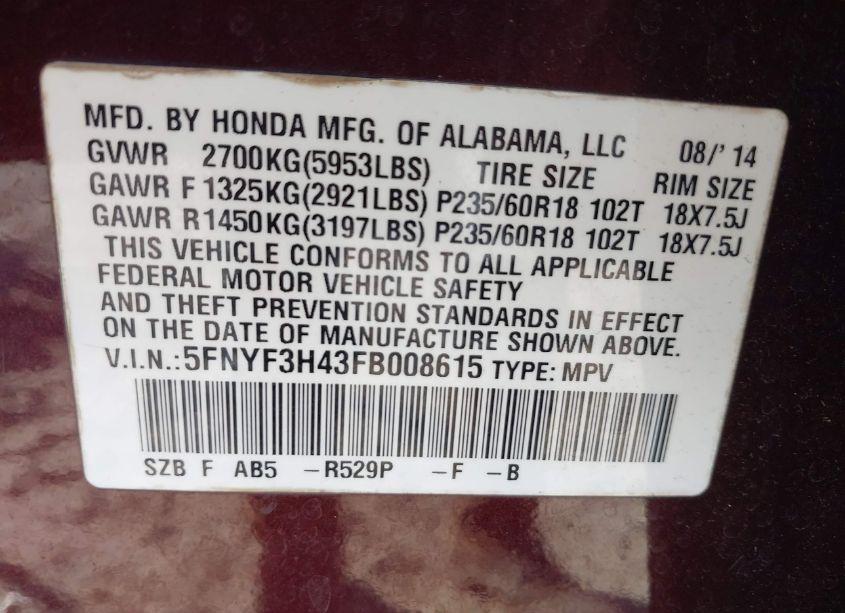 MFD. BY HONDA MFG. OF ALABAMA, LLC 08/' 14
GVWR 2700KG(5953LBS) TIRE SIZE RIM SIZE
GAWR F 1325KG(2921LBS) P235/60R18 102T 18X7.5J
GAWR R1450KG(3197LBS) P235/60R18 102T 18X7.5J
THIS VEHICLE CONFORMS TO ALL APPLICABLE
FEDERAL MOTOR VEHICLE SAFETY
AND THEFT PREVENTION STANDARDS IN EFFECT
ON THE DATE OF MANUFACTURE SHOWN ABOVE.
V.I.N.:5FNYF3H43FB008615 TYPE: MPV
SZB F AB5 -R529P -F -B